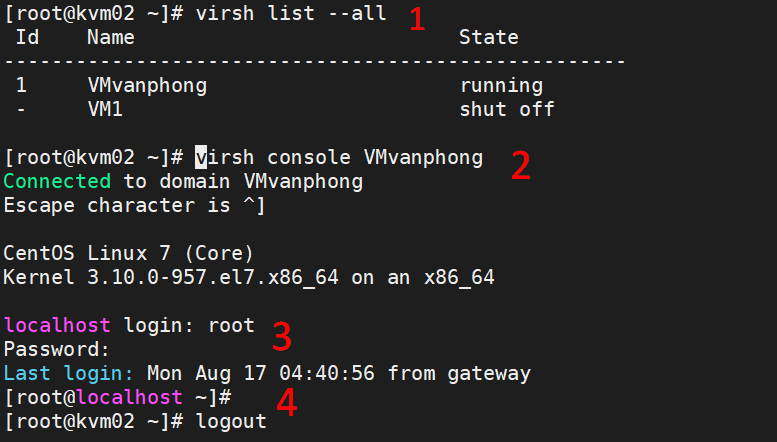 [root@kvm02 ~]# virsh list --all 1
Id Name State
----------------------------------------------------
1 VMvanphong running
- VM1 shut off
[root@kvm02 ~]# virsh console VMvanphong 2
Connected to domain VMvanphong
Escape character is ^]
CentOS Linux 7 (Core)
Kernel 3.10.0-957.el7.x86_64 on an x86_64
localhost login: root
3
Password:
Last login: Mon Aug 17 04:40:56 from gateway
[root@localhost ~]# 4
[root@kvm02 ~]# logout